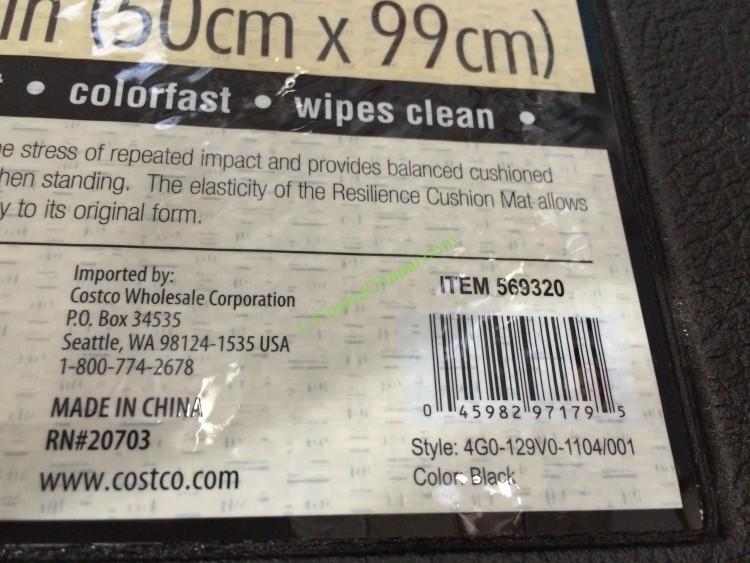 in (50cm x 99cm)
• colorfast • wipes clean •
e stress of repeated impact and provides balanced cushioned
hen standing. The elasticity of the Resilience Cushion Mat allows
y to its original form.
Imported by:
Costco Wholesale Corporation
P.O. Box 34535
Seattle, WA 98124-1535 USA
1-800-774-2678
MADE IN CHINA
RN#20703
www.costco.com
CostcoChaser.com
ITEM 569320
0 45982 97179 5
Style: 4G0-129V0-1104/001
Color: Black